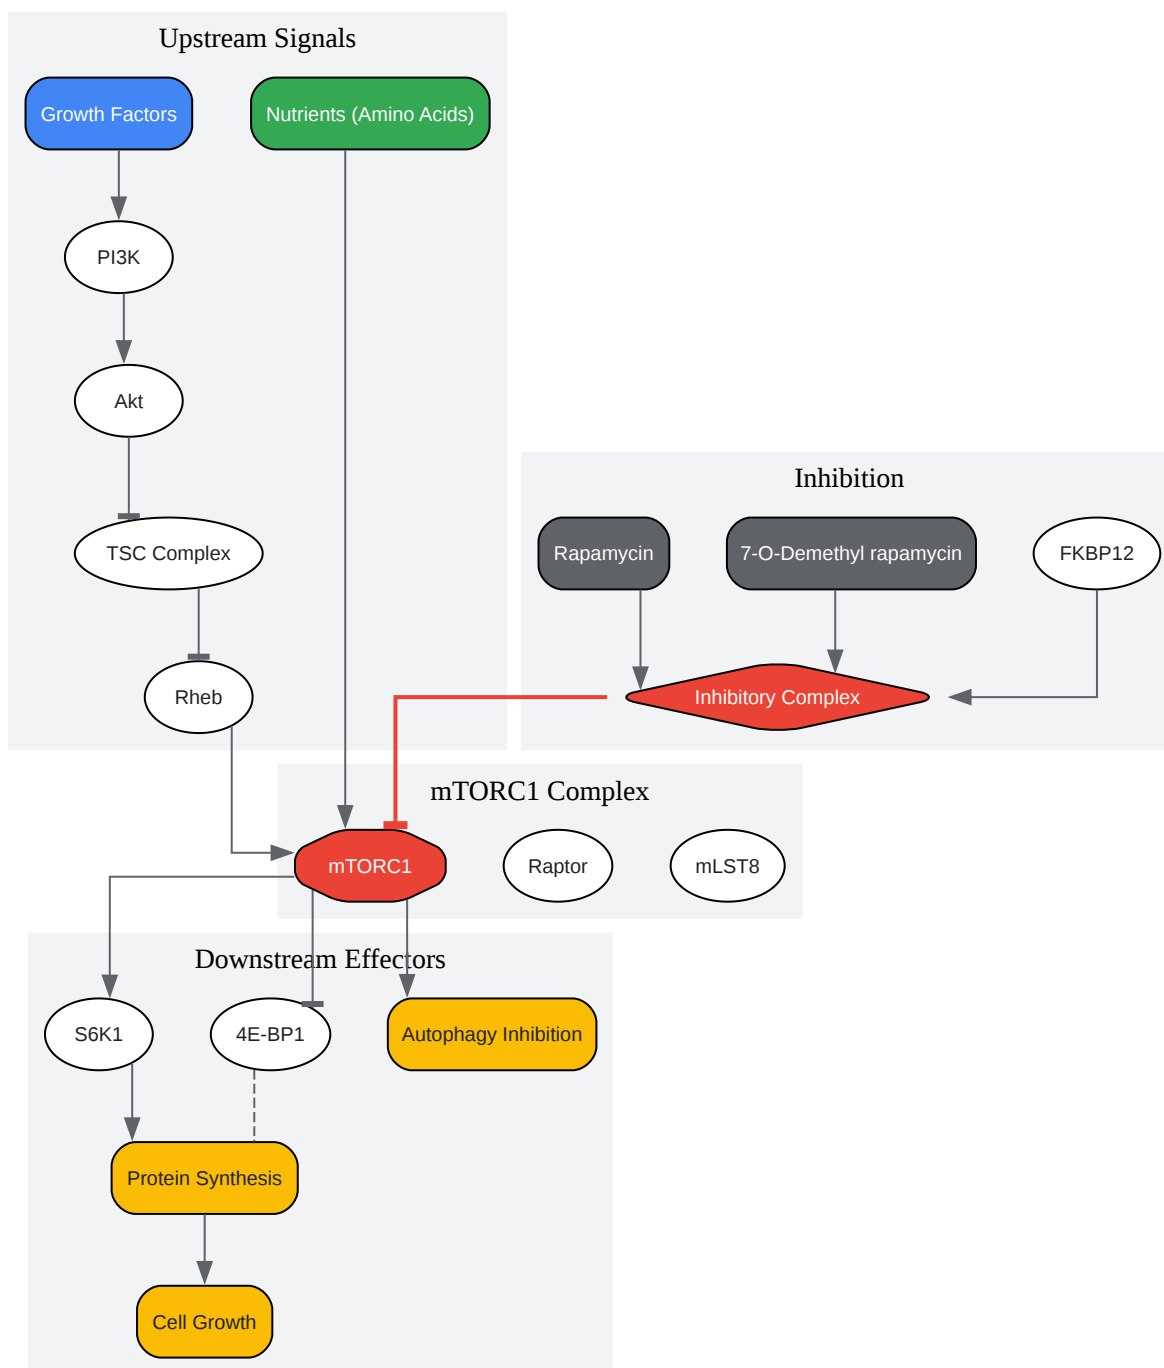 Upstream Signals
Growth Factors
Nutrients (Amino Acids)
PI3K
Akt
TSC Complex
Rheb
Inhibition
Rapamycin
7-O-Demethyl rapamycin
FKBP12
Inhibitory Complex
mTORC1 Complex
mTORC1
Raptor
mLST8
Downstream Effectors
S6K1
4E-BP1
Autophagy Inhibition
Protein Synthesis
Cell Growth